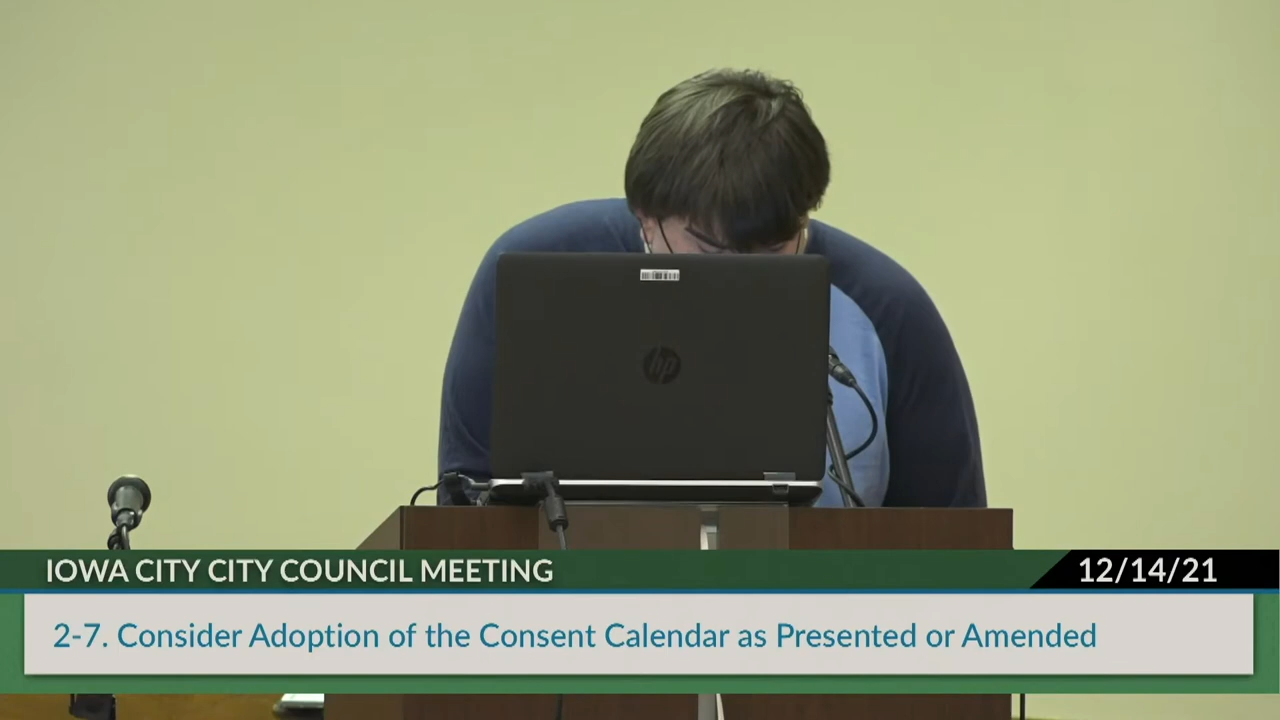 hp
IOWA CITY CITY COUNCIL MEETING
12/14/21
2-7. Consider Adoption of the Consent Calendar as Presented or Amended